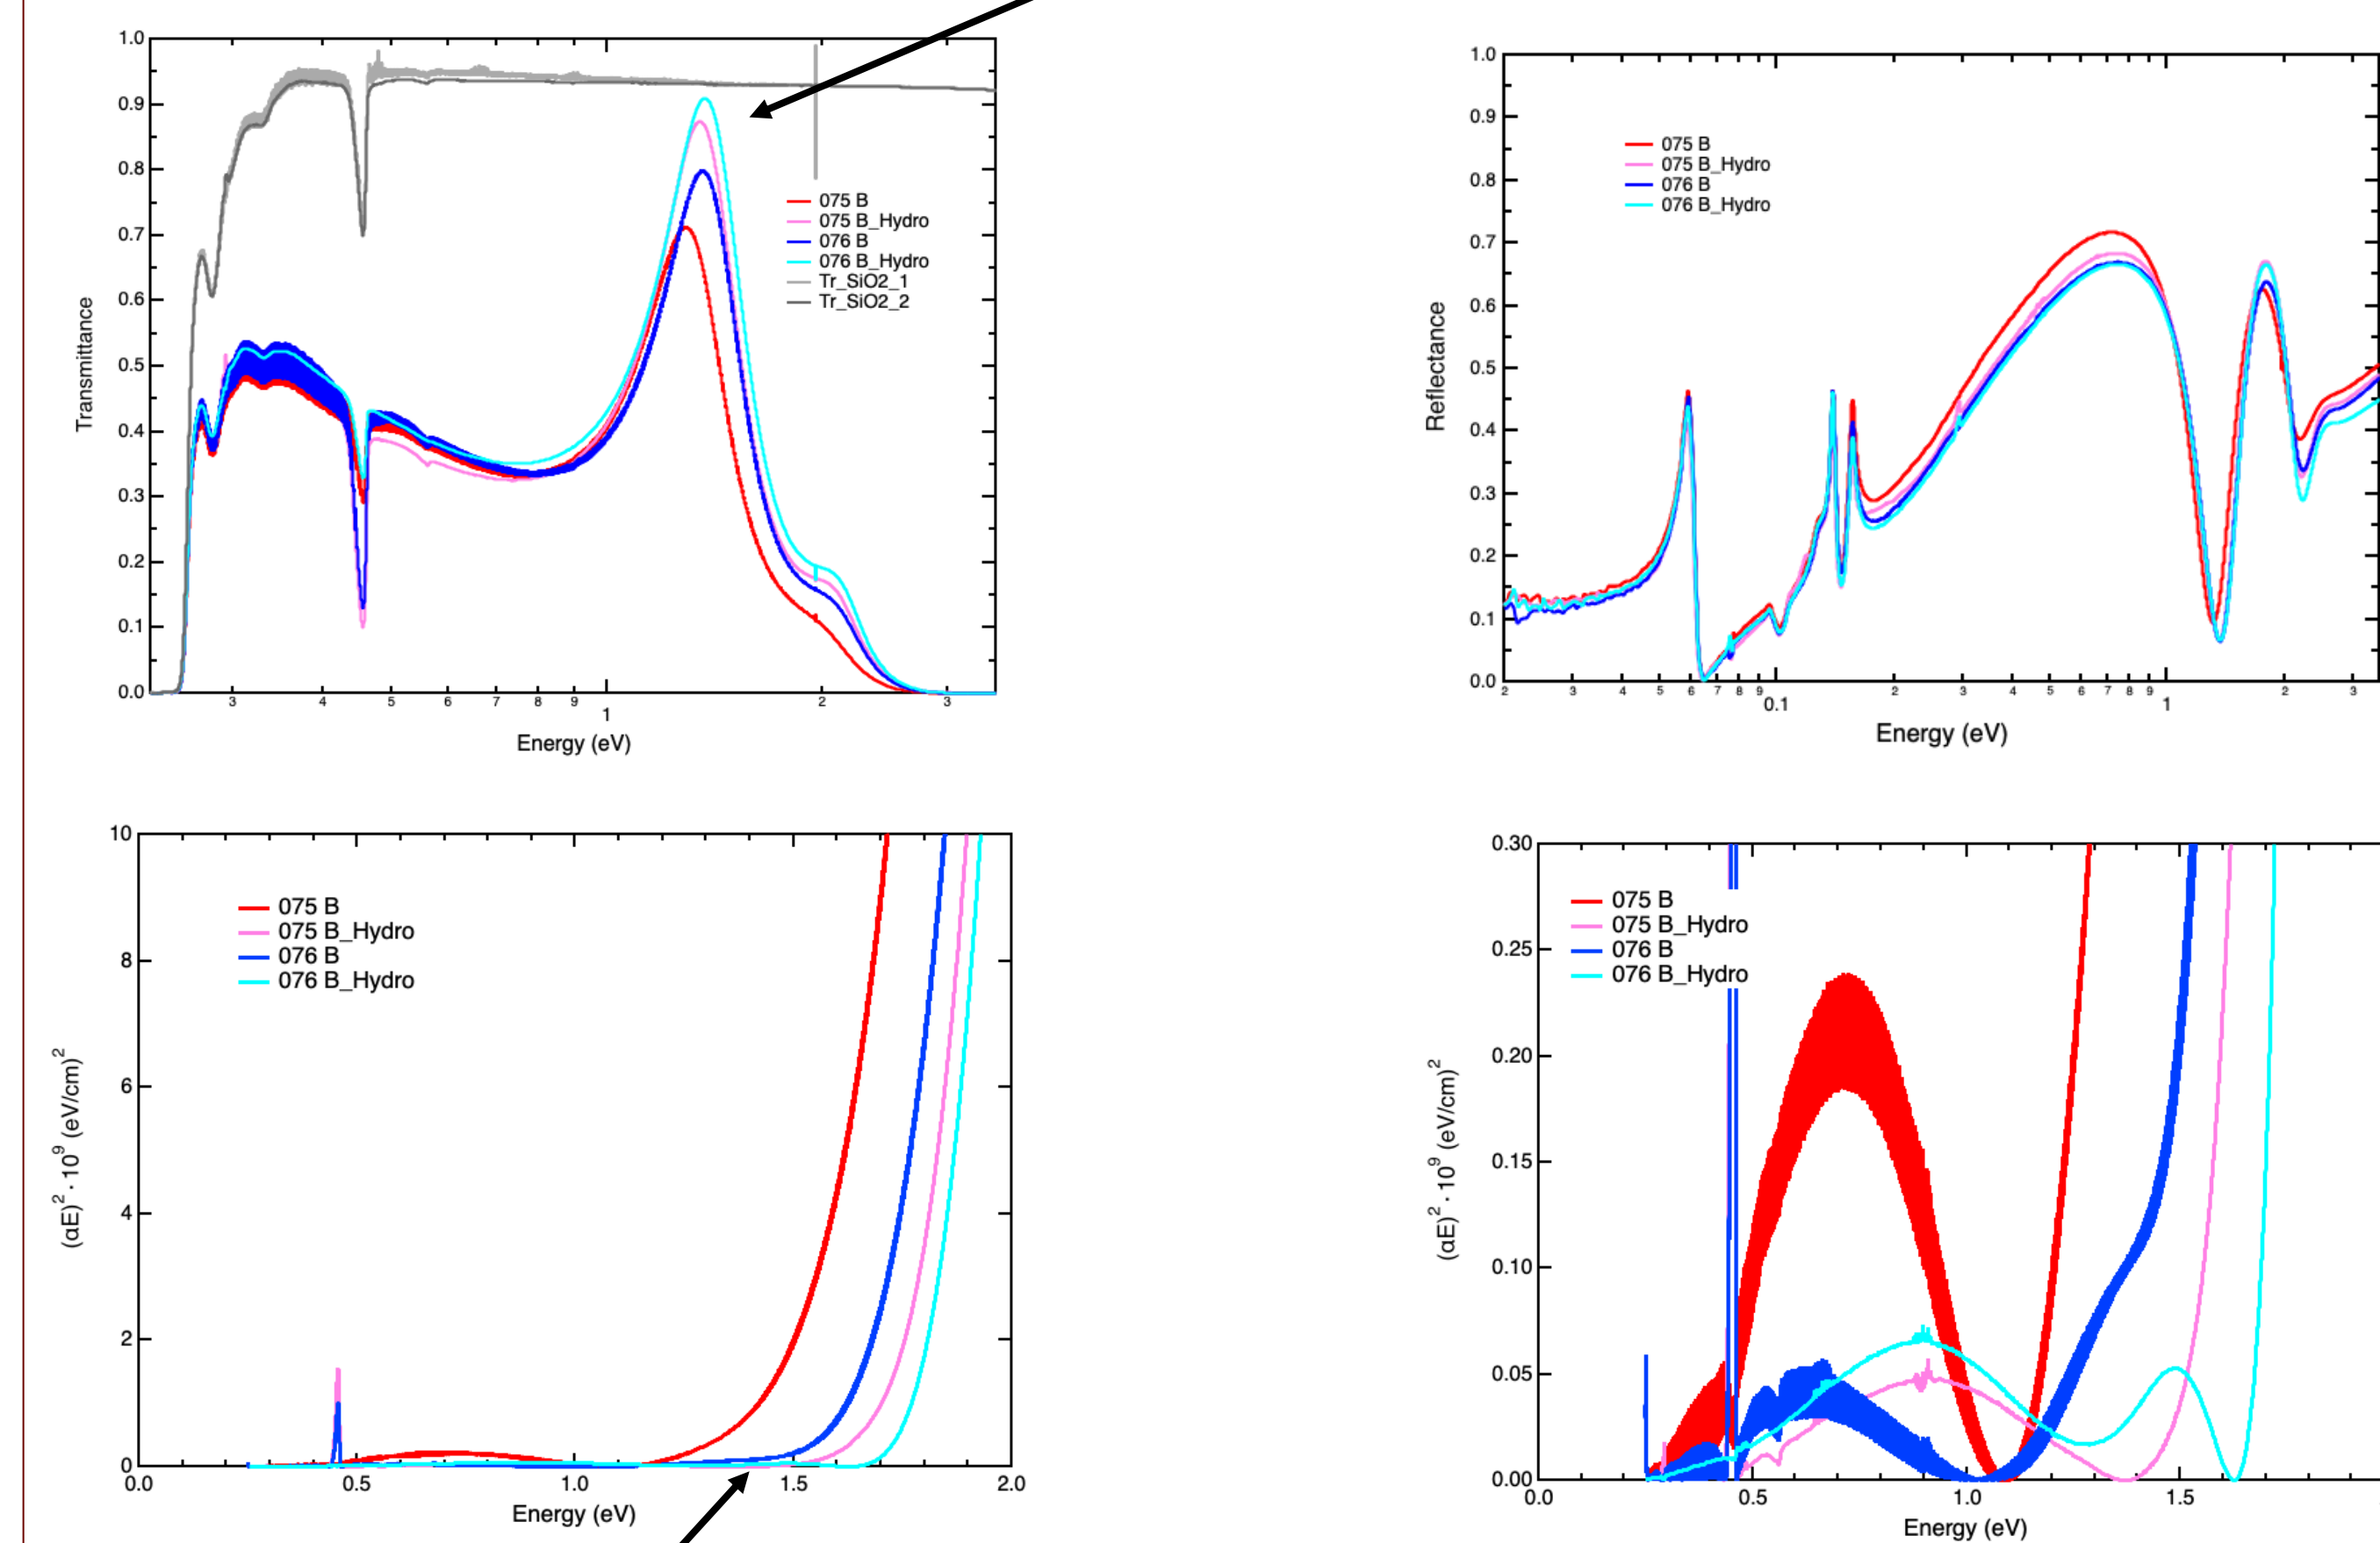 1.0
0.9
0.8
0.7
0.6
0.5
0.4
0.3
0.2
0.1
0.0
Transmittance
3 4 5 6 7 8 9 1 2 3
Energy (eV)
075 B
075 B_Hydro
076 B
076 B_Hydro
Tr_SiO2_1
Tr_SiO2_2
1.0
0.9
0.8
0.7
0.6
0.5
0.4
0.3
0.2
0.1
0.0
Reflectance
2 3 4 5 6 7 8 9 0.1 2 3 4 5 6 7 8 9 1 2 3
Energy (eV)
075 B
075 B_Hydro
076 B
076 B_Hydro
10
8
6
4
2
0
(αE)² · 10⁹ (eV/cm)²
0.0 0.5 1.0 1.5 2.0
Energy (eV)
075 B
075 B_Hydro
076 B
076 B_Hydro
0.30
0.25
0.20
0.15
0.10
0.05
0.00
(αE)² · 10⁹ (eV/cm)²
0.0 0.5 1.0 1.5
Energy (eV)
075 B
075 B_Hydro
076 B
076 B_Hydro